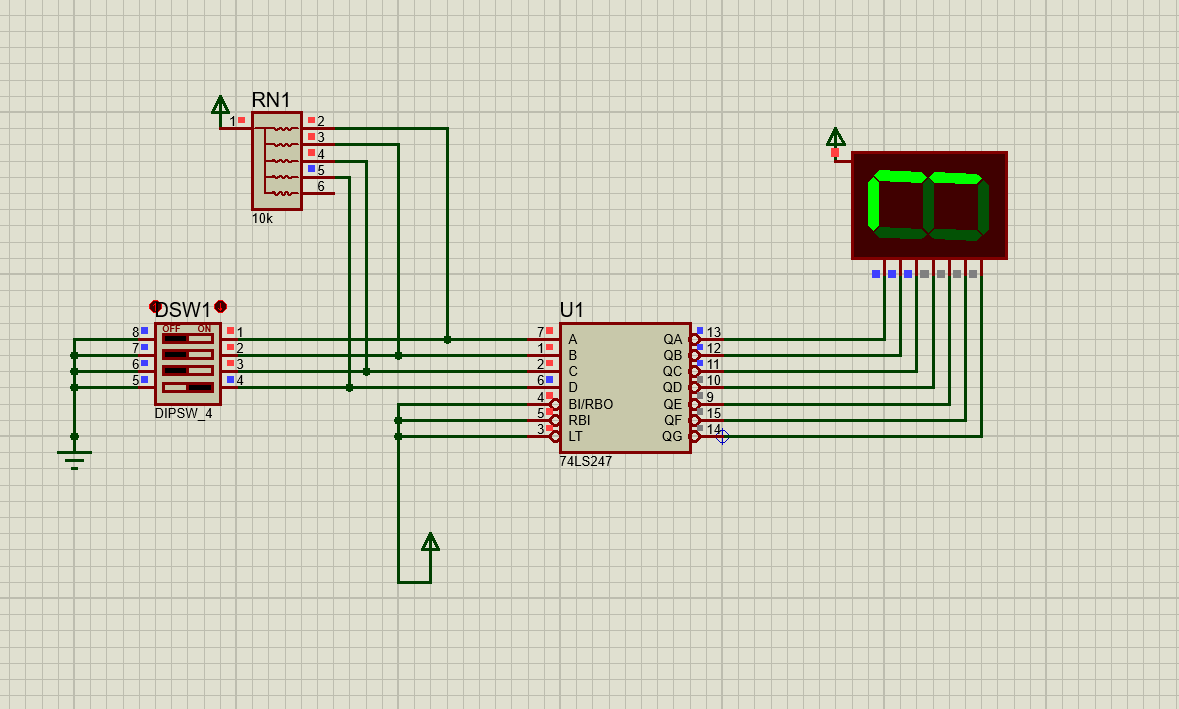 RN1
1
2
3
4
5
6
10k
DSW1
OFF ON
8 1
7 2
6 3
5 4
DIPSW_4
U1
7 A QA 13
1 B QB 12
2 C QC 11
6 D QD 10
4 BI/RBO QE 9
5 RBI QF 15
3 LT QG 14
74LS247